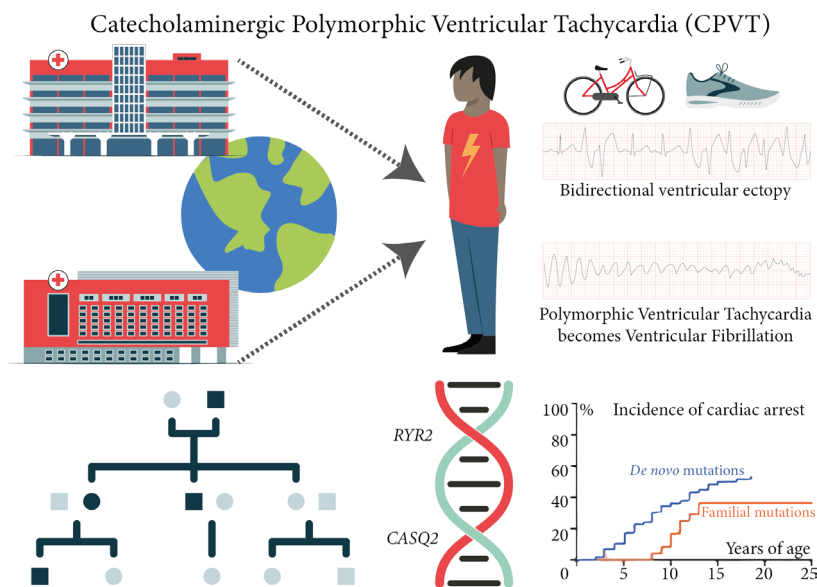 Catecholaminergic Polymorphic Ventricular Tachycardia (CPVT)
Bidirectional ventricular ectopy
Polymorphic Ventricular Tachycardia
becomes Ventricular Fibrillation
RYR2
CASQ2
100 % Incidence of cardiac arrest
80
60
De novo mutations
40
Familial mutations
20
Years of age
0 5 10 15 20 25